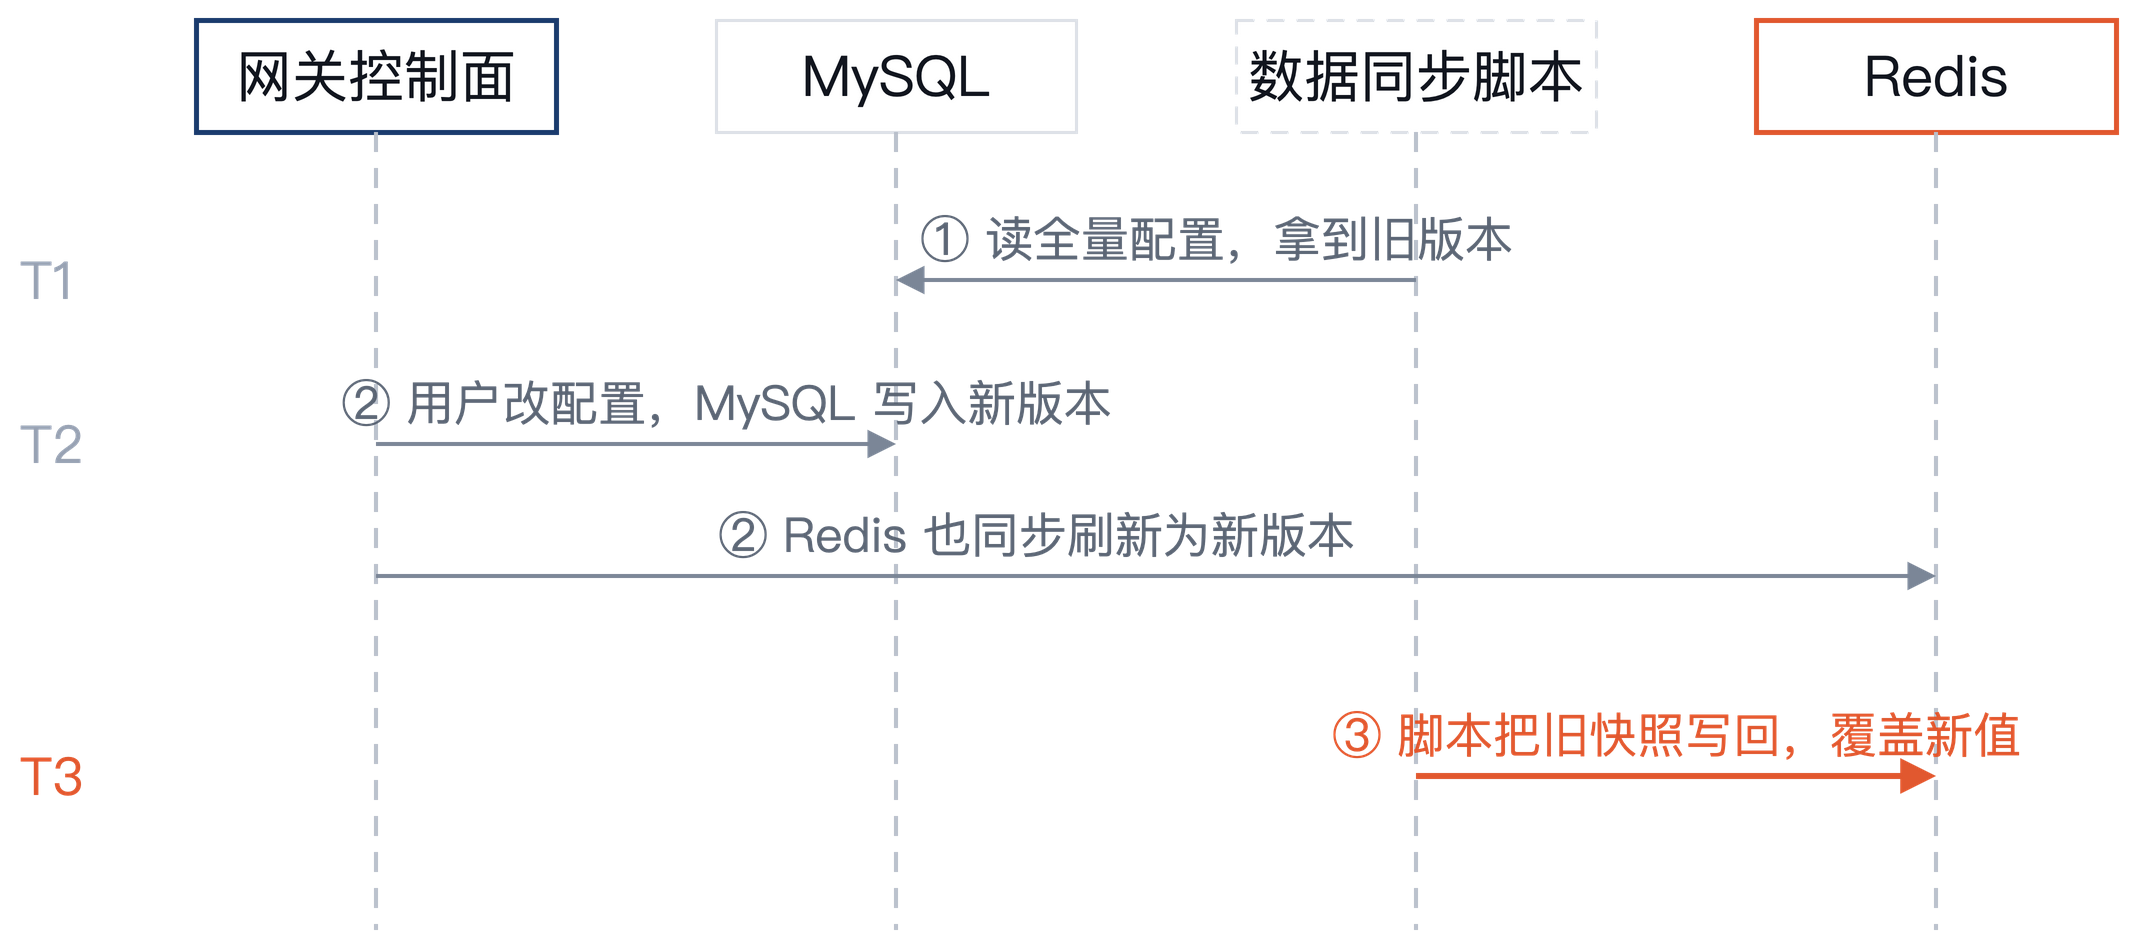 网关控制面
MySQL
数据同步脚本
Redis
① 读全量配置，拿到旧版本
T1
② 用户改配置，MySQL 写入新版本
T2
② Redis 也同步刷新为新版本
③ 脚本把旧快照写回，覆盖新值
T3